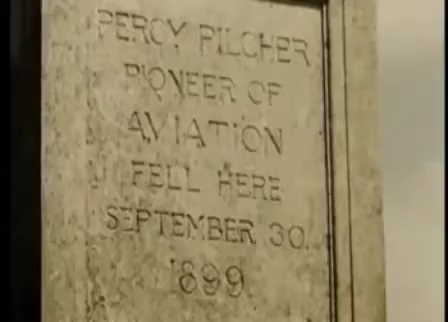 PERCY PILCHER
PIONEER OF
AVIATION
FELL HERE
SEPTEMBER 30.
1899.